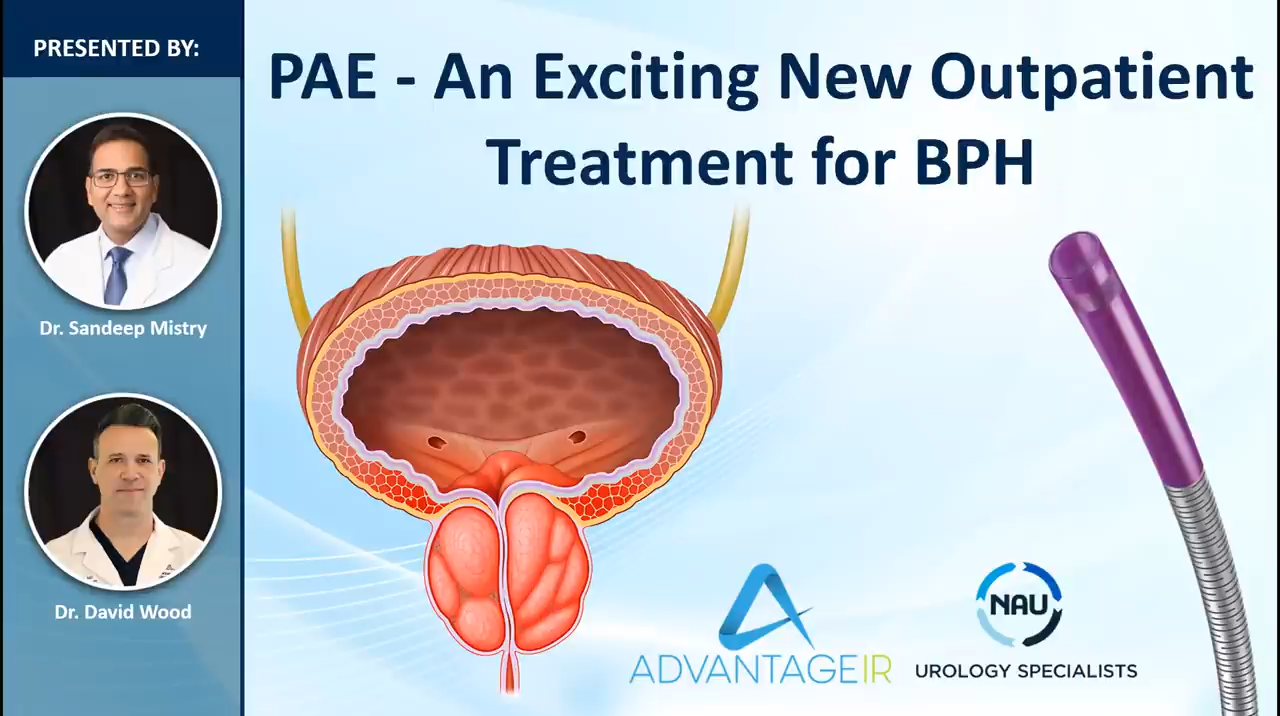 PRESENTED BY:
Dr. Sandeep Mistry
Dr. David Wood
PAE - An Exciting New Outpatient
Treatment for BPH
ADVANTAGEIR
NAU
UROLOGY SPECIALISTS